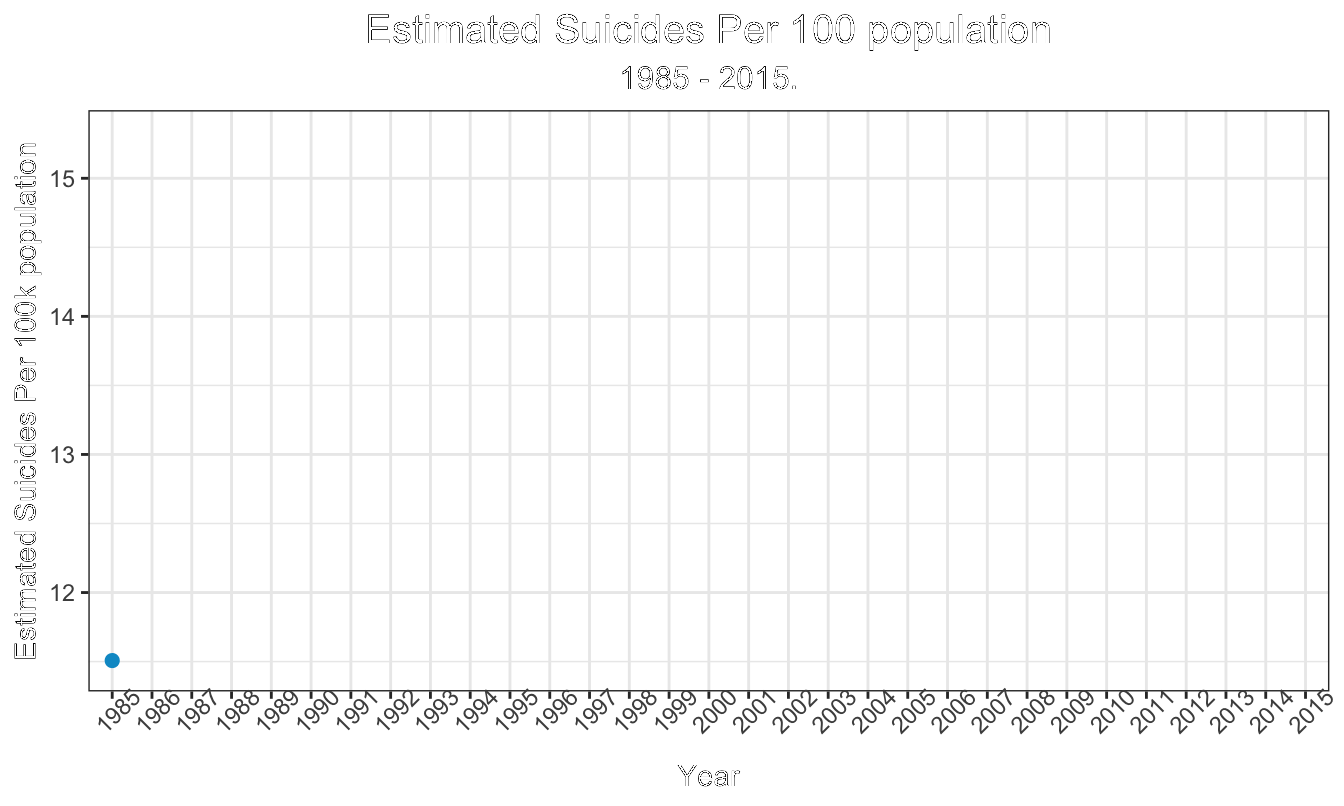 Estimated Suicides Per 100 population
1985 - 2015.
Estimated Suicides Per 100k population
15
14
13
12
1985 1986 1987 1988 1989 1990 1991 1992 1993 1994 1995 1996 1997 1998 1999 2000 2001 2002 2003 2004 2005 2006 2007 2008 2009 2010 2011 2012 2013 2014 2015
Year